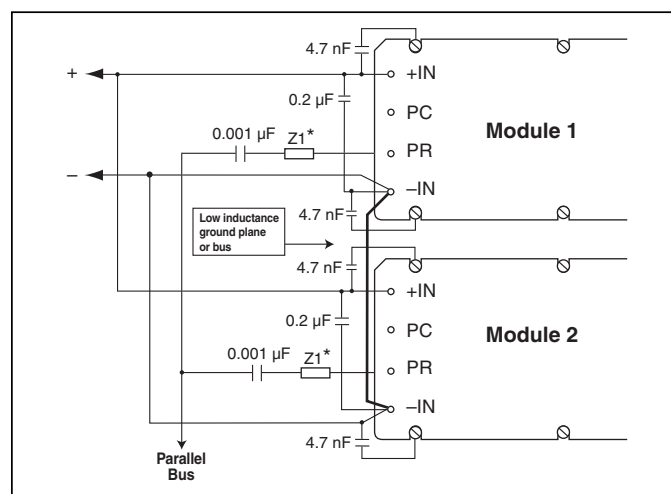 4.7 nF
+
+IN
0.2 µF
PC
Module 1
0.001 µF
Z1*
PR
–
–IN
4.7 nF
Low inductance
ground plane
or bus
4.7 nF
+IN
0.2 µF
PC
Module 2
0.001 µF
Z1*
PR
–IN
4.7 nF
Parallel
Bus